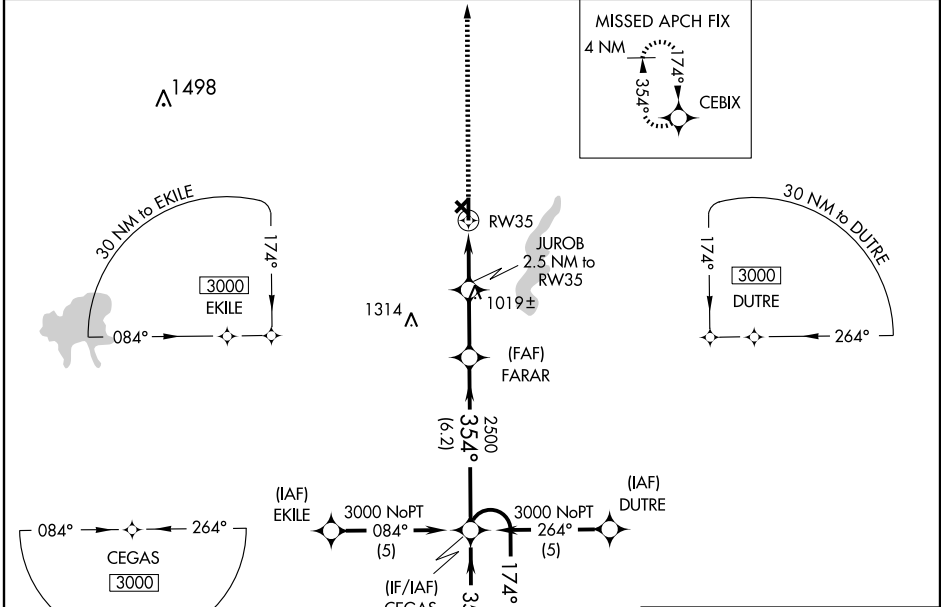 MISSED APCH FIX
4 NM
174°
354°
CEBIX
1498
30 NM to EKILE
174°
3000
EKILE
084°
RW35
JUROB
2.5 NM to
RW35
1019±
1314
30 NM to DUTRE
174°
3000
DUTRE
264°
(FAF)
FARAR
2500
354°
(6.2)
(IAF)
EKILE
3000 NoPT
084°
(5)
3000 NoPT
264°
(5)
(IAF)
DUTRE
084°
264°
CEGAS
3000
(IF/IAF)
CEGAS
174°